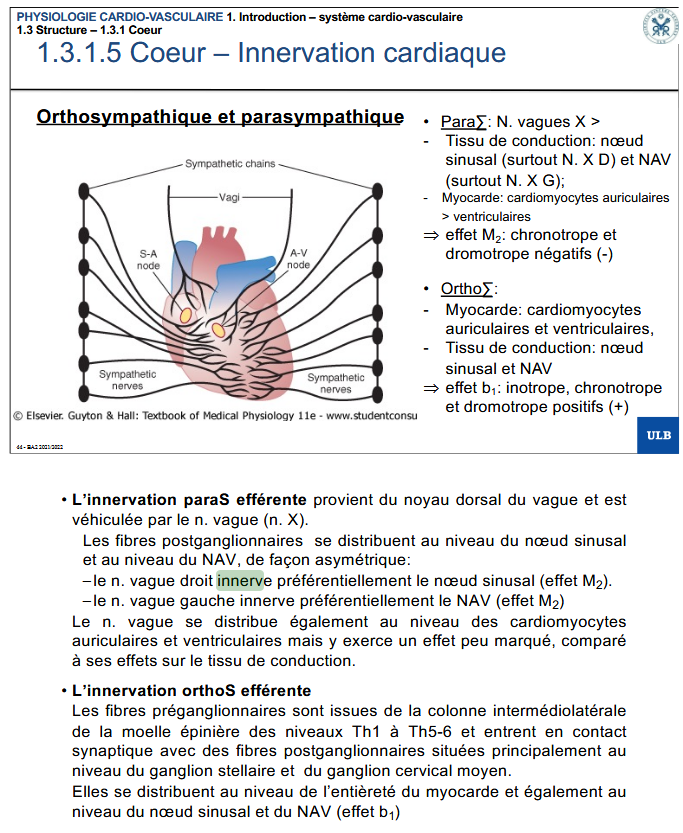 PHYSIOLOGIE CARDIO-VASCULAIRE 1. Introduction – système cardio-vasculaire
1.3 Structure – 1.3.1 Coeur
1.3.1.5 Coeur – Innervation cardiaque
Orthosympathique et parasympathique
Sympathetic chains
Vagi
S-A
node
A-V
node
Sympathetic
nerves
Sympathetic
nerves
© Elsevier. Guyton & Hall: Textbook of Medical Physiology 11e - www.studentconsu
• Para∑: N. vagues X >
- Tissu de conduction: nœud
sinusal (surtout N. X D) et NAV
(surtout N. X G);
- Myocarde: cardiomyocytes auriculaires
> ventriculaires
⇒ effet M2: chronotrope et
dromotrope négatifs (-)
• Ortho∑:
- Myocarde: cardiomyocytes
auriculaires et ventriculaires,
- Tissu de conduction: nœud
sinusal et NAV
⇒ effet b1: inotrope, chronotrope
et dromotrope positifs (+)
44 - BA2 2021/2022
ULB
• L'innervation paraS efférente provient du noyau dorsal du vague et est
véhiculée par le n. vague (n. X).
Les fibres postganglionnaires se distribuent au niveau du nœud sinusal
et au niveau du NAV, de façon asymétrique:
–le n. vague droit innerve préférentiellement le nœud sinusal (effet M2).
–le n. vague gauche innerve préférentiellement le NAV (effet M2)
Le n. vague se distribue également au niveau des cardiomyocytes
auriculaires et ventriculaires mais y exerce un effet peu marqué, comparé
à ses effets sur le tissu de conduction.
• L'innervation orthoS efférente
Les fibres préganglionnaires sont issues de la colonne intermédiolatérale
de la moelle épinière des niveaux Th1 à Th5-6 et entrent en contact
synaptique avec des fibres postganglionnaires situées principalement au
niveau du ganglion stellaire et du ganglion cervical moyen.
Elles se distribuent au niveau de l'entièreté du myocarde et également au
niveau du nœud sinusal et du NAV (effet b1)